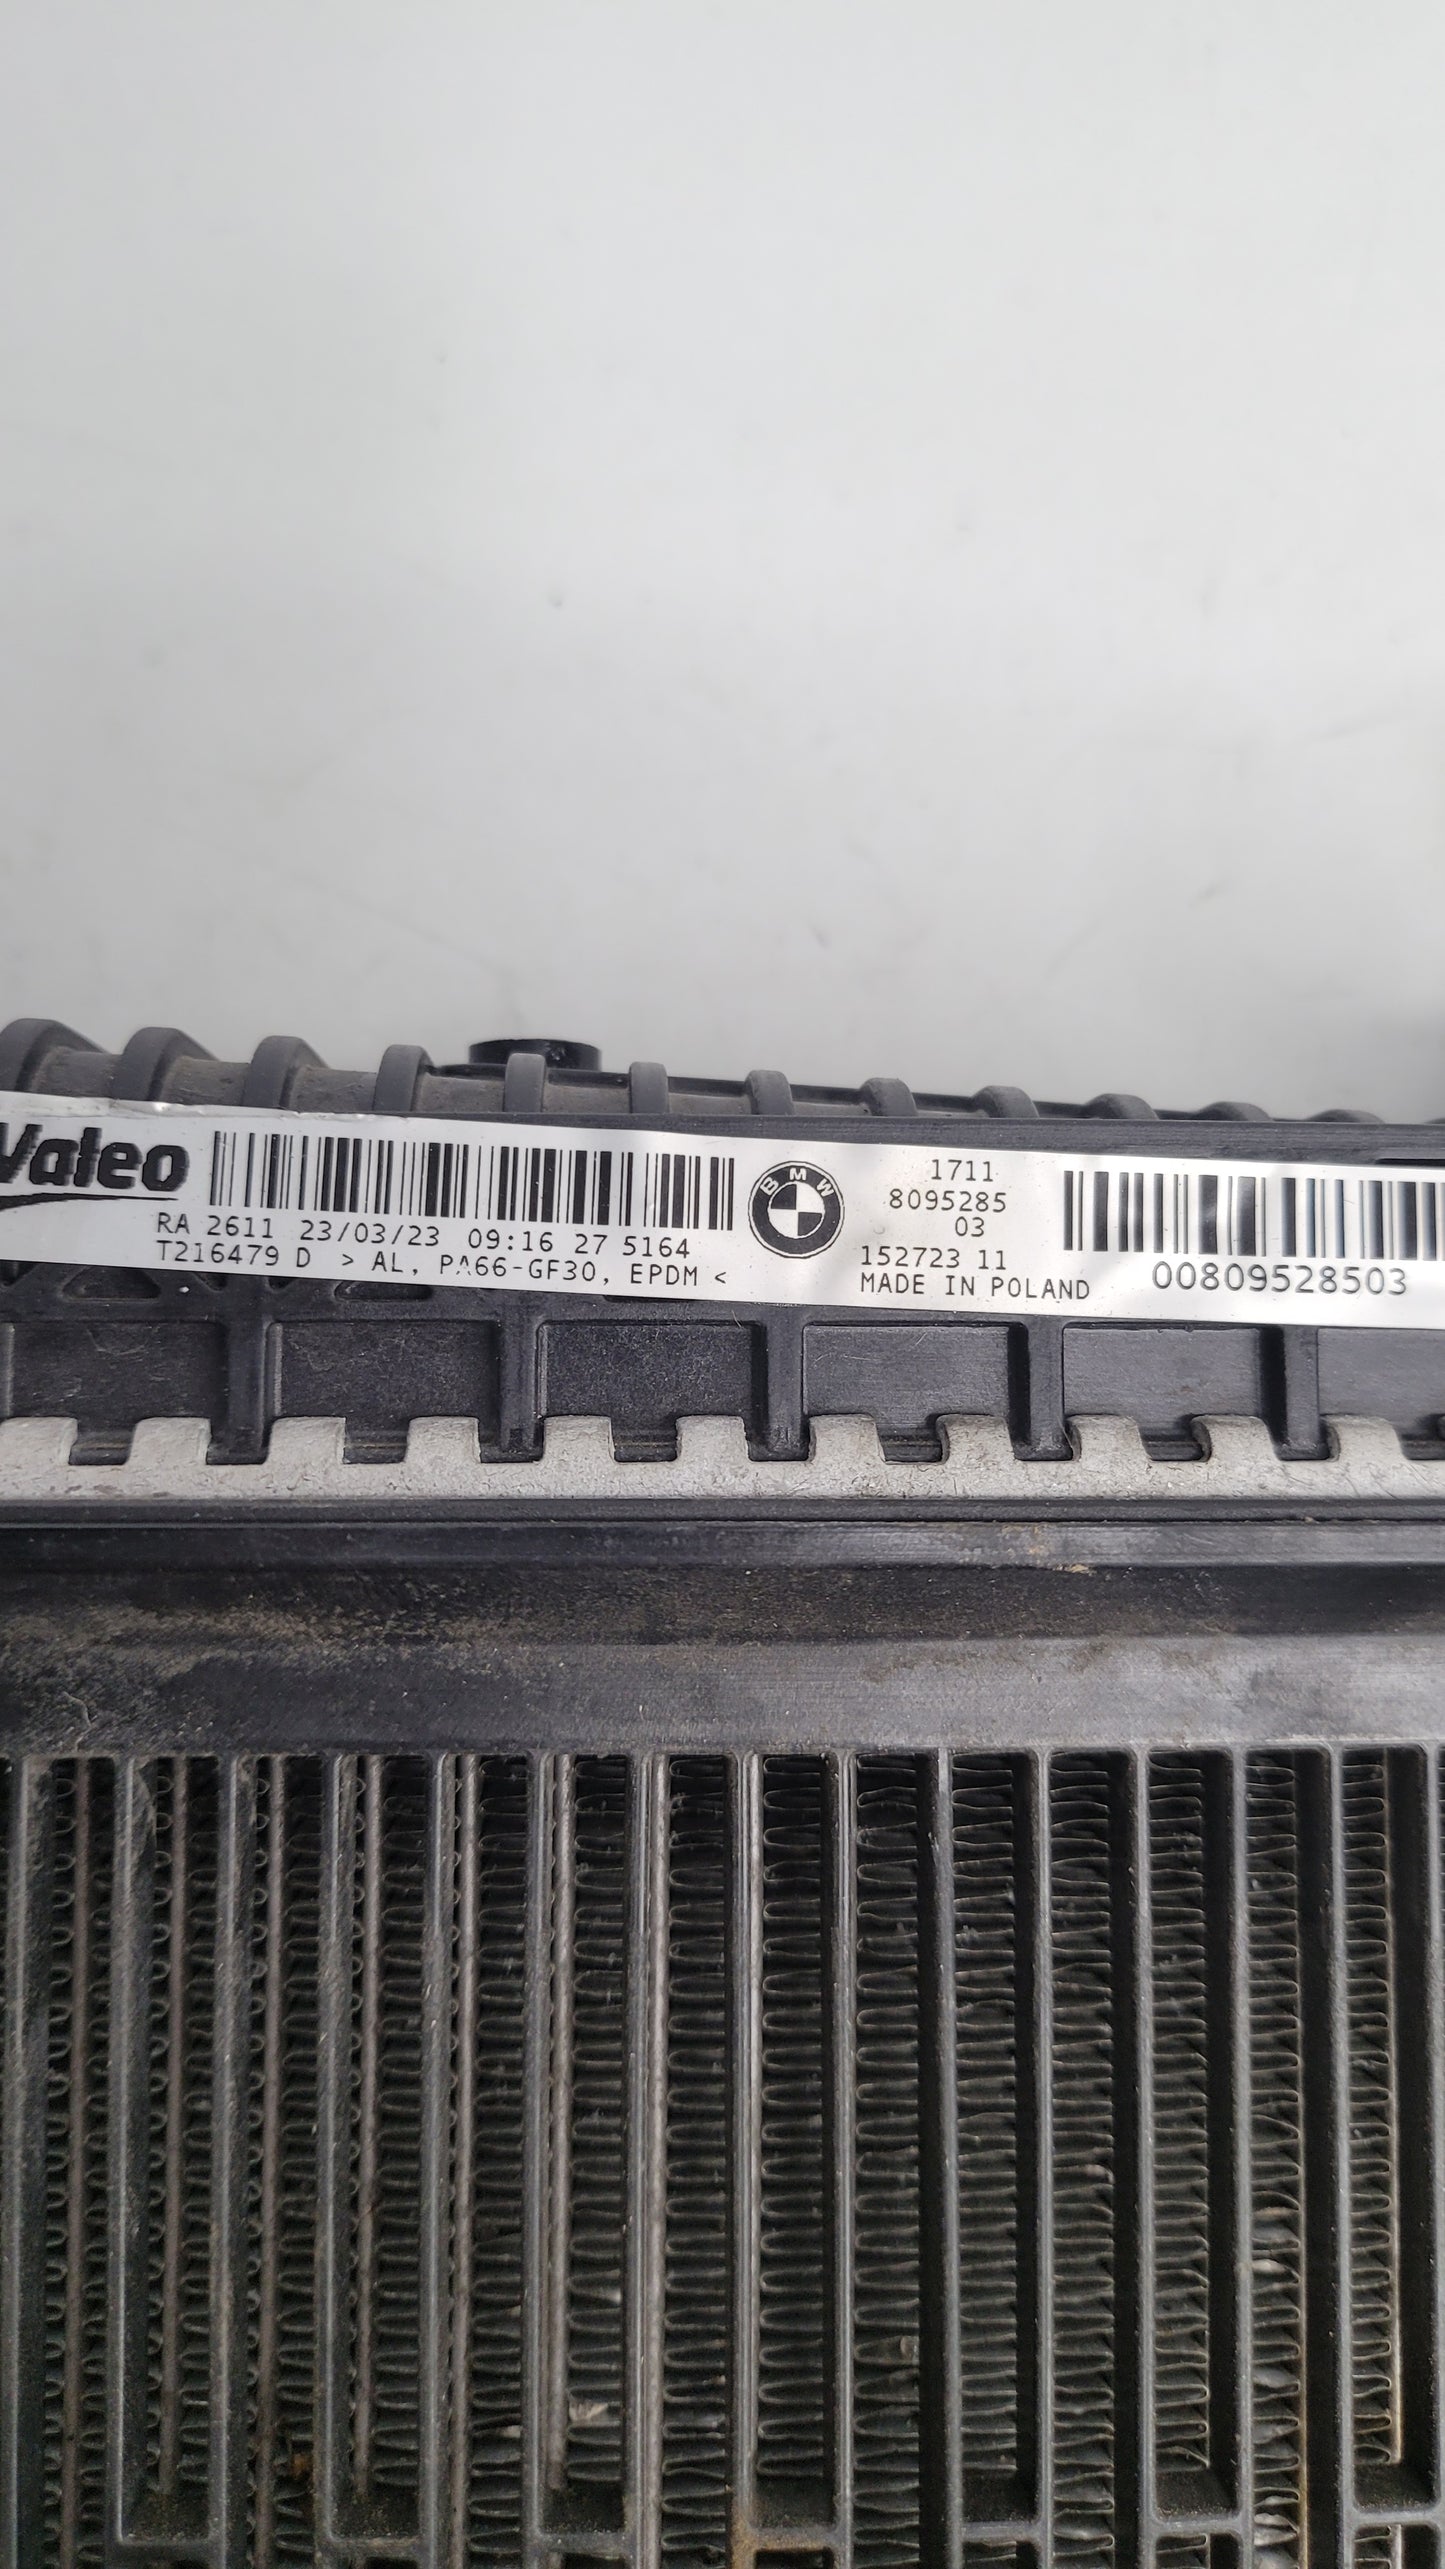 Valeo
RA 2611 23/03/23 09:16 27 5164
T216479 D > AL, PA66-GF30, EPDM <
BMW
1711
8095285
03
152723 11
MADE IN POLAND
00809528503